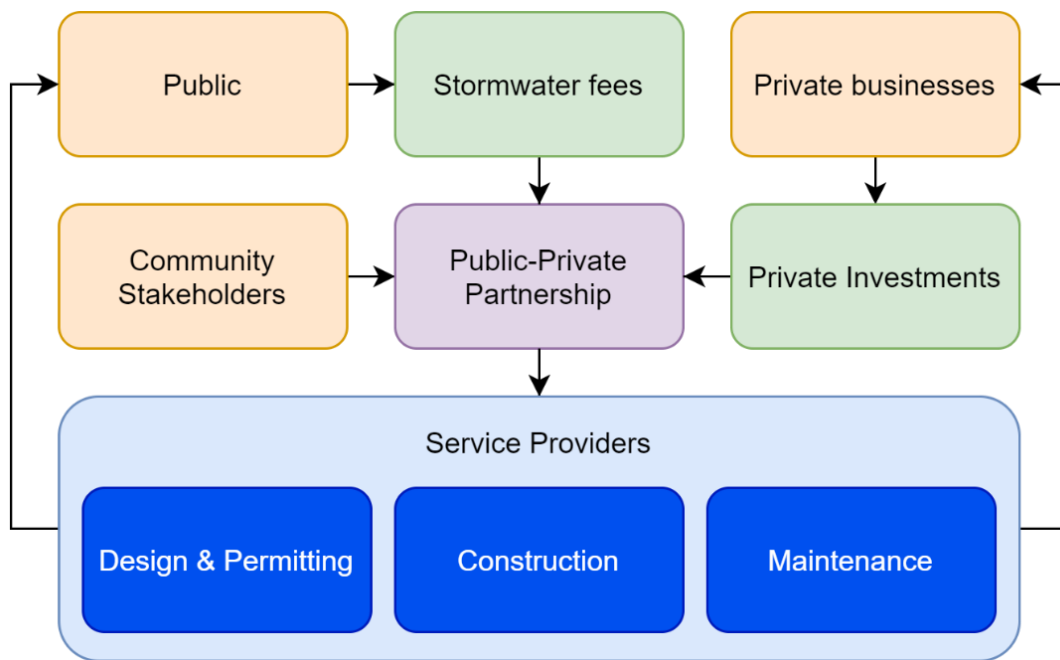 Public
Stormwater fees
Private businesses
Community
Stakeholders
Public-Private
Partnership
Private Investments
Service Providers
Design & Permitting
Construction
Maintenance